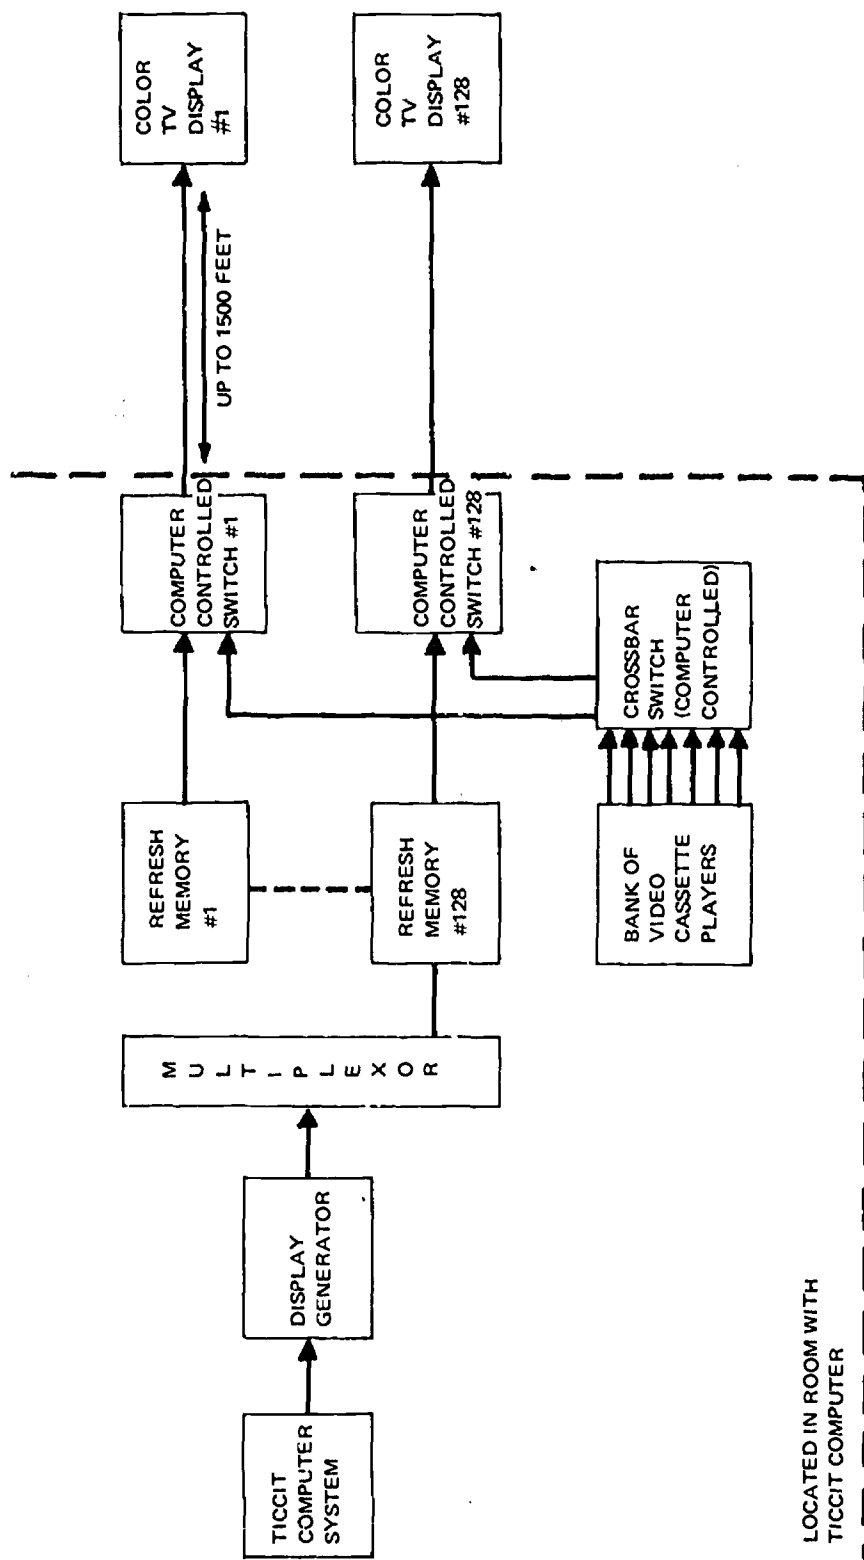 TICCIT
COMPUTER
SYSTEM
DISPLAY
GENERATOR
MULTIPLEXOR
REFRESH
MEMORY
#1
REFRESH
MEMORY
#128
COMPUTER
CONTROLLED
SWITCH #1
COMPUTER
CONTROLLED
SWITCH #128
COLOR
TV
DISPLAY
#1
UP TO 1500 FEET
COLOR
TV
DISPLAY
#128
BANK OF
VIDEO
CASSETTE
PLAYERS
CROSSBAR
SWITCH
(COMPUTER
CONTROLLED)
LOCATED IN ROOM WITH
TICCIT COMPUTER